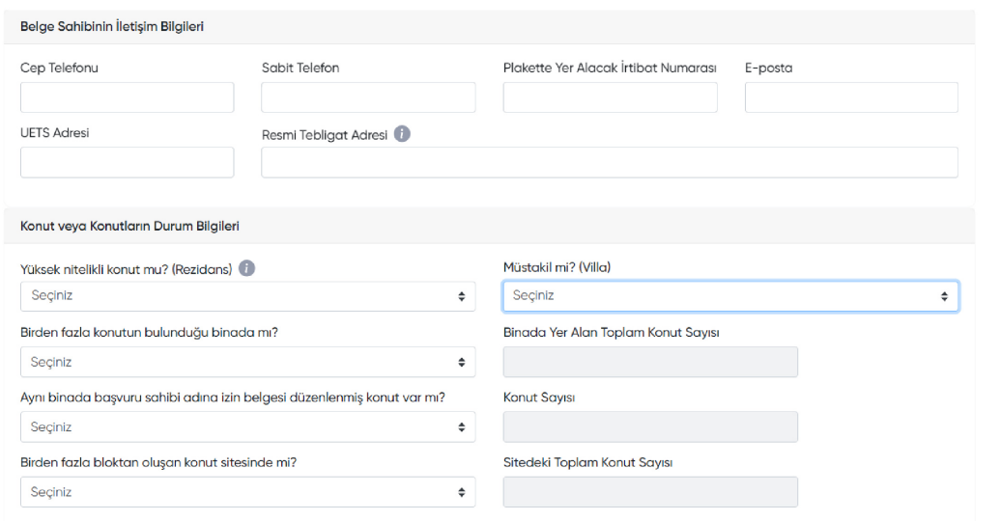 Belge Sahibinin İletişim Bilgileri
Cep Telefonu
Sabit Telefon
Plakette Yer Alacak İrtibat Numarası
E-posta
UETS Adresi
Resmi Tebligat Adresi i
Konut veya Konutların Durum Bilgileri
Yüksek nitelikli konut mu? (Rezidans) i
Müstakil mi? (Villa)
Seçiniz
Seçiniz
Birden fazla konutun bulunduğu binada mı?
Binada Yer Alan Toplam Konut Sayısı
Seçiniz
Aynı binada başvuru sahibi adına izin belgesi düzenlenmiş konut var mı?
Konut Sayısı
Seçiniz
Birden fazla bloktan oluşan konut sitesinde mi?
Sitedeki Toplam Konut Sayısı
Seçiniz